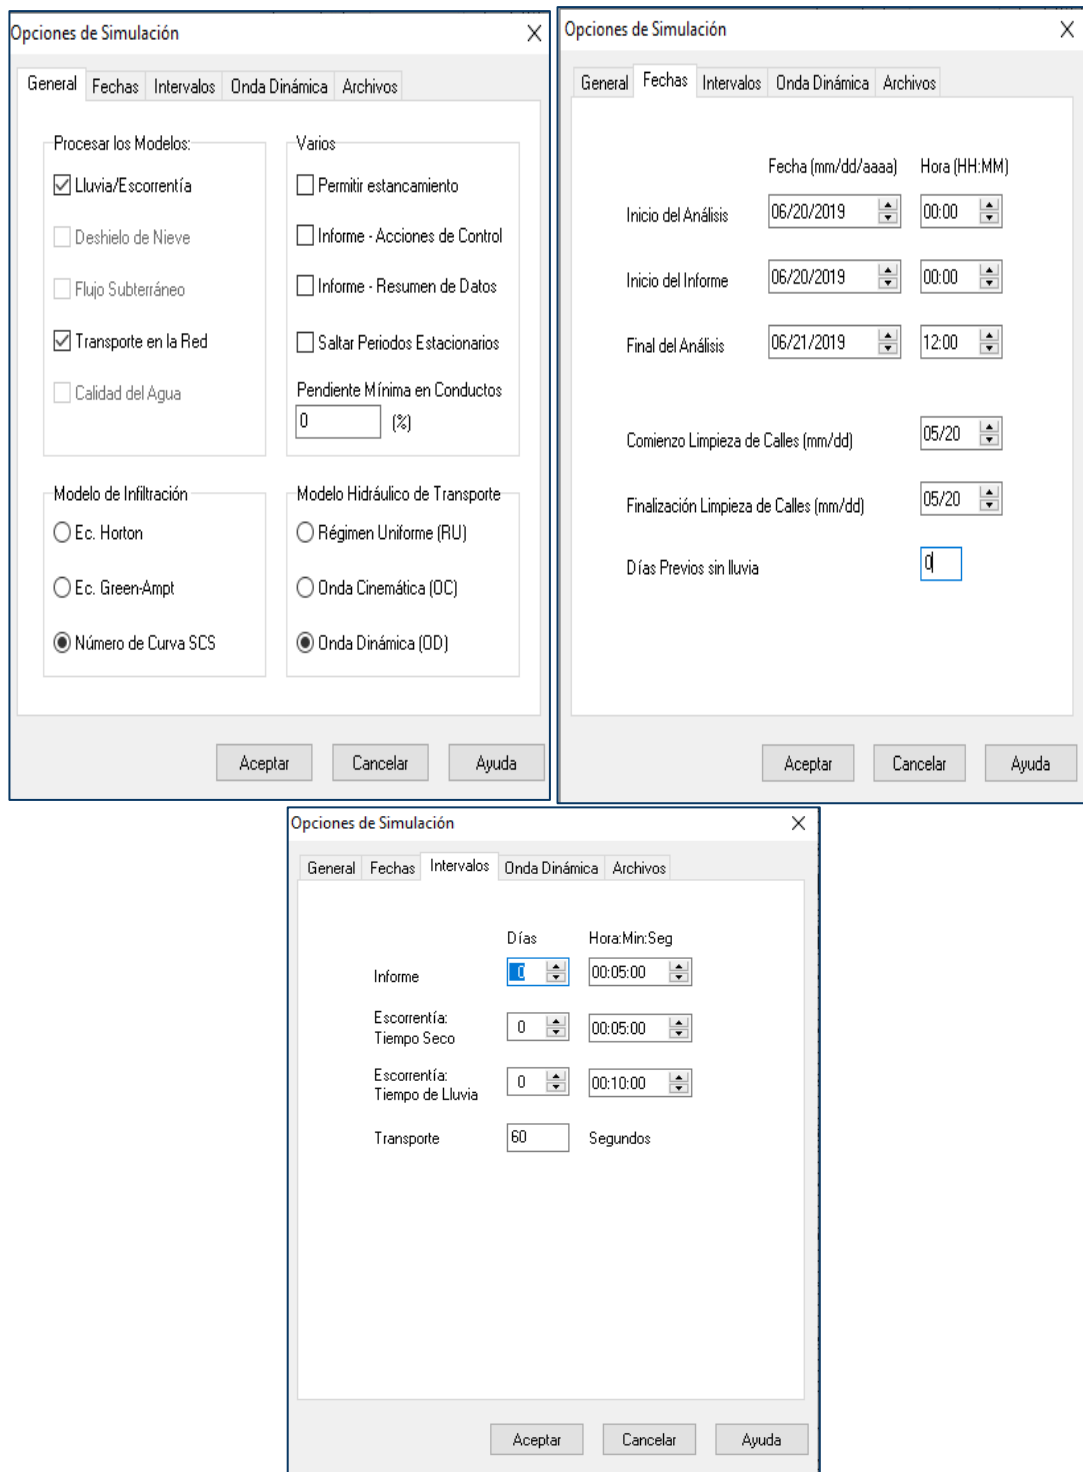 Opciones de Simulación
General Fechas Intervalos Onda Dinámica Archivos
Procesar los Modelos:
Lluvia/Escorrentía
Deshielo de Nieve
Flujo Subterráneo
Transporte en la Red
Calidad del Agua
Varios
Permitir estancamiento
Informe - Acciones de Control
Informe - Resumen de Datos
Saltar Periodos Estacionarios
Pendiente Mínima en Conductos
0 (%)
Modelo de Infiltración
Ec. Horton
Ec. Green-Ampt
Número de Curva SCS
Modelo Hidráulico de Transporte
Régimen Uniforme (RU)
Onda Cinemática (OC)
Onda Dinámica (OD)
Aceptar Cancelar Ayuda
Opciones de Simulación
General Fechas Intervalos Onda Dinámica Archivos
Fecha (mm/dd/aaaa) Hora (HH:MM)
Inicio del Análisis 06/20/2019 00:00
Inicio del Informe 06/20/2019 00:00
Final del Análisis 06/21/2019 12:00
Comienzo Limpieza de Calles (mm/dd) 05/20
Finalización Limpieza de Calles (mm/dd) 05/20
Días Previos sin lluvia 0
Aceptar Cancelar Ayuda
Opciones de Simulación
General Fechas Intervalos Onda Dinámica Archivos
Días Hora:Min:Seg
Informe 0 00:05:00
Escorrentía:
Tiempo Seco 0 00:05:00
Escorrentía:
Tiempo de Lluvia 0 00:10:00
Transporte 60 Segundos
Aceptar Cancelar Ayuda